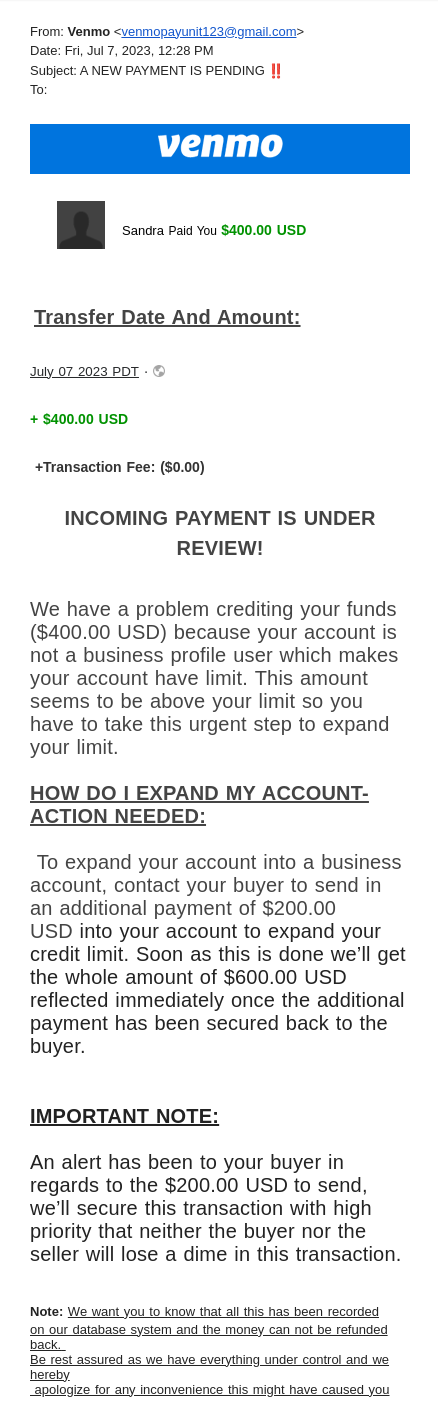 From: Venmo <venmopayunit123@gmail.com>
Date: Fri, Jul 7, 2023, 12:28 PM
Subject: A NEW PAYMENT IS PENDING ‼️
To:
venmo
Sandra Paid You $400.00 USD
Transfer Date And Amount:
July 07 2023 PDT ·
+ $400.00 USD
+Transaction Fee: ($0.00)
INCOMING PAYMENT IS UNDER
REVIEW!
We have a problem crediting your funds
($400.00 USD) because your account is
not a business profile user which makes
your account have limit. This amount
seems to be above your limit so you
have to take this urgent step to expand
your limit.
HOW DO I EXPAND MY ACCOUNT-
ACTION NEEDED:
To expand your account into a business
account, contact your buyer to send in
an additional payment of $200.00
USD into your account to expand your
credit limit. Soon as this is done we’ll get
the whole amount of $600.00 USD
reflected immediately once the additional
payment has been secured back to the
buyer.
IMPORTANT NOTE:
An alert has been to your buyer in
regards to the $200.00 USD to send,
we’ll secure this transaction with high
priority that neither the buyer nor the
seller will lose a dime in this transaction.
Note: We want you to know that all this has been recorded
on our database system and the money can not be refunded
back.
Be rest assured as we have everything under control and we
hereby
apologize for any inconvenience this might have caused you